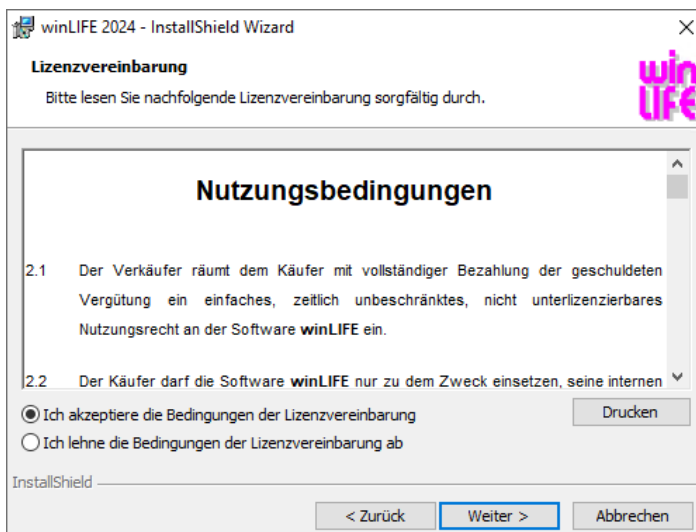 winLIFE 2024 - InstallShield Wizard
Lizenzvereinbarung
Bitte lesen Sie nachfolgende Lizenzvereinbarung sorgfältig durch.
win
LIFE
Nutzungsbedingungen
2.1 Der Verkäufer räumt dem Käufer mit vollständiger Bezahlung der geschuldeten
Vergütung ein einfaches, zeitlich unbeschränktes, nicht unterlizenzierbares
Nutzungsrecht an der Software winLIFE ein.
2.2 Der Käufer darf die Software winLIFE nur zu dem Zweck einsetzen, seine internen
Ich akzeptiere die Bedingungen der Lizenzvereinbarung
Drucken
Ich lehne die Bedingungen der Lizenzvereinbarung ab
InstallShield
< Zurück Weiter > Abbrechen